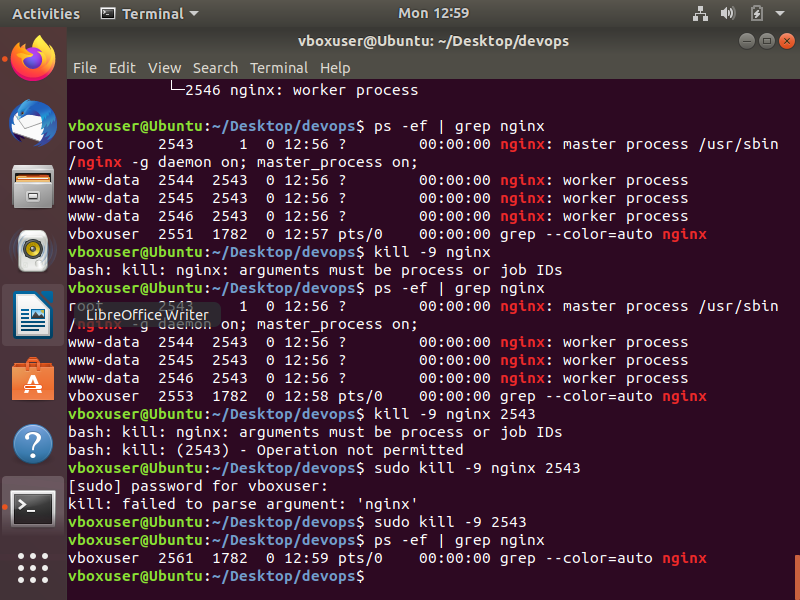 Activities Terminal Mon 12:59
vboxuser@Ubuntu: ~/Desktop/devops
File Edit View Search Terminal Help
└─2546 nginx: worker process
vboxuser@Ubuntu:~/Desktop/devops$ ps -ef | grep nginx
root      2543     1  0 12:56 ?        00:00:00 nginx: master process /usr/sbin
/nginx -g daemon on; master_process on;
www-data  2544  2543  0 12:56 ?        00:00:00 nginx: worker process
www-data  2545  2543  0 12:56 ?        00:00:00 nginx: worker process
www-data  2546  2543  0 12:56 ?        00:00:00 nginx: worker process
vboxuser  2551  1782  0 12:57 pts/0    00:00:00 grep --color=auto nginx
vboxuser@Ubuntu:~/Desktop/devops$ kill -9 nginx
bash: kill: nginx: arguments must be process or job IDs
vboxuser@Ubuntu:~/Desktop/devops$ ps -ef | grep nginx
root      2543     1  0 12:56 ?        00:00:00 nginx: master process /usr/sbin
LibreOffice Writer
/nginx -g daemon on; master_process on;
www-data  2544  2543  0 12:56 ?        00:00:00 nginx: worker process
www-data  2545  2543  0 12:56 ?        00:00:00 nginx: worker process
www-data  2546  2543  0 12:56 ?        00:00:00 nginx: worker process
vboxuser  2553  1782  0 12:58 pts/0    00:00:00 grep --color=auto nginx
vboxuser@Ubuntu:~/Desktop/devops$ kill -9 nginx 2543
bash: kill: nginx: arguments must be process or job IDs
bash: kill: (2543) - Operation not permitted
vboxuser@Ubuntu:~/Desktop/devops$ sudo kill -9 nginx 2543
[sudo] password for vboxuser:
kill: failed to parse argument: 'nginx'
vboxuser@Ubuntu:~/Desktop/devops$ sudo kill -9 2543
vboxuser@Ubuntu:~/Desktop/devops$ ps -ef | grep nginx
vboxuser  2561  1782  0 12:59 pts/0    00:00:00 grep --color=auto nginx
vboxuser@Ubuntu:~/Desktop/devops$